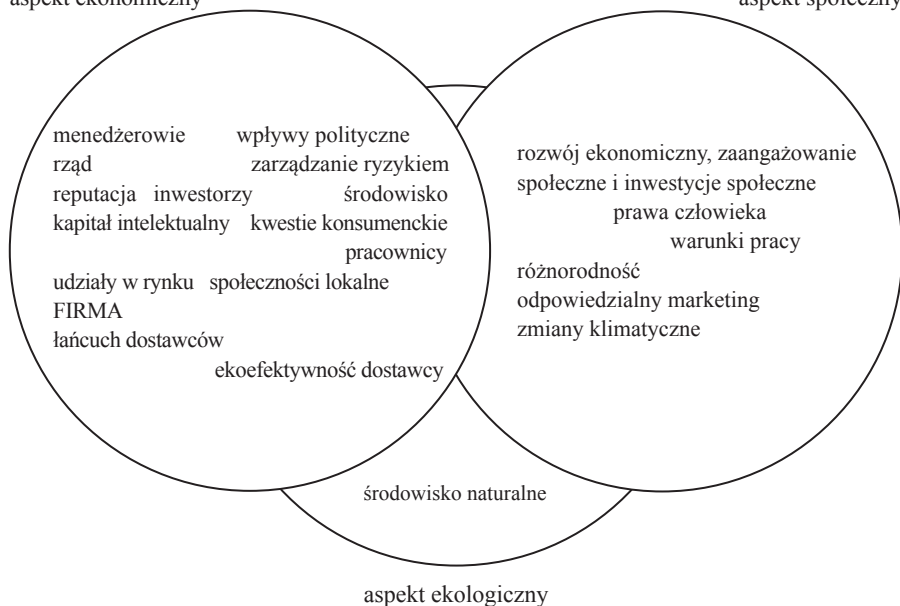 aspekt ekonomiczny
aspekt społeczny
menedżerowie wpływy polityczne
rząd zarządzanie ryzykiem
reputacja inwestorzy środowisko
kapitał intelektualny kwestie konsumenckie
pracownicy
udziały w rynku społeczności lokalne
FIRMA
łańcuch dostawców
ekoefektywność dostawcy
rozwój ekonomiczny, zaangażowanie
społeczne i inwestycje społeczne
prawa człowieka
warunki pracy
różnorodność
odpowiedzialny marketing
zmiany klimatyczne
środowisko naturalne
aspekt ekologiczny